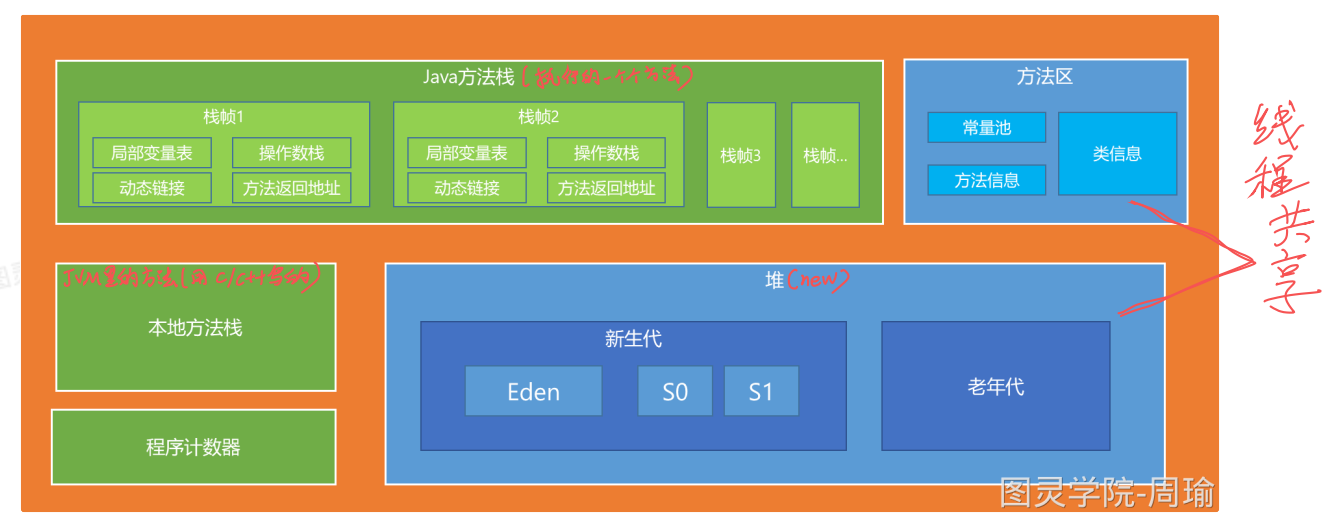 Java方法栈(执行的一个个方法)
栈帧1
局部变量表
操作数栈
动态链接
方法返回地址
栈帧2
局部变量表
操作数栈
动态链接
方法返回地址
栈帧3
栈帧...
方法区
常量池
类信息
方法信息
线程共享
JVM里的方法(用C/C++写的)
本地方法栈
程序计数器
堆(new)
新生代
Eden
S0
S1
老年代
图灵学院-周瑜